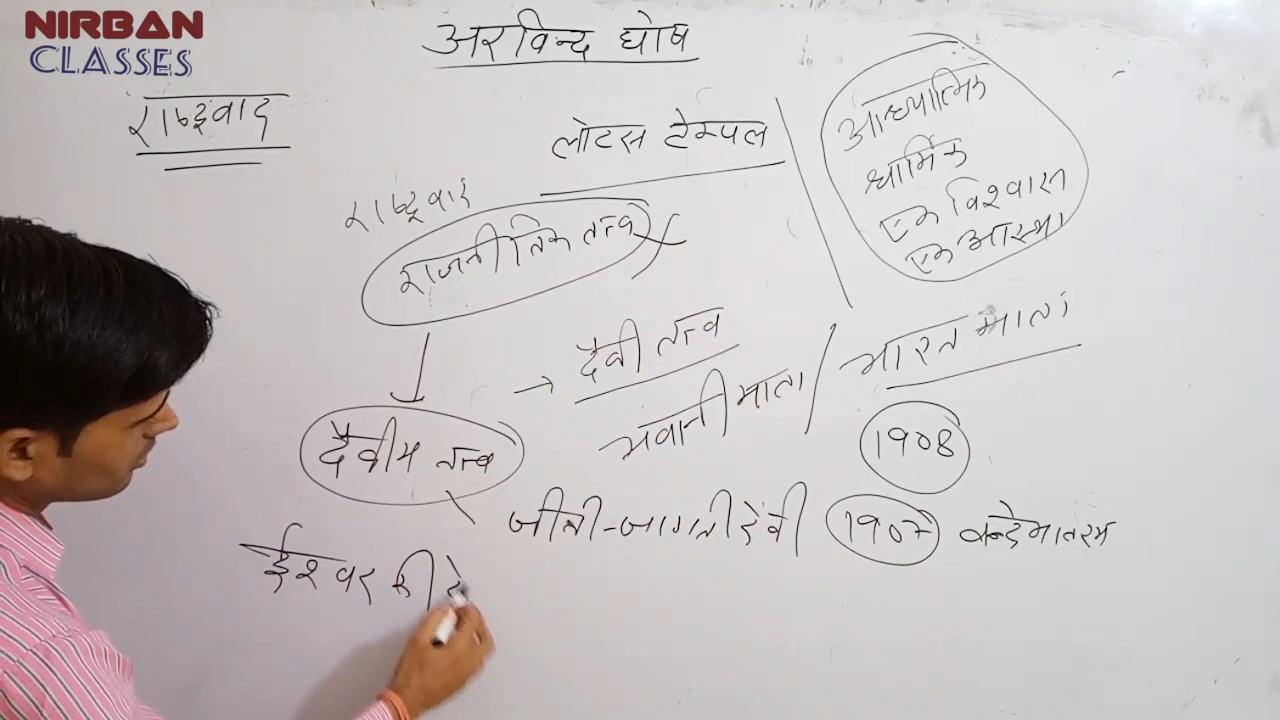 NIRBAN
CLASSES
अरविन्द घोष
राष्ट्रवाद
लोटस टेम्पल
आध्यात्मिक
धार्मिक
एक विश्वास
एक आस्था
राष्ट्रवाद
राजनीतिक तत्व
दैवी तत्व
भवानी माता
भारत माता
1908
दैवीय तत्व
जीती-जागती देवी
1907
वन्देमातरम
ईश्वर की दे